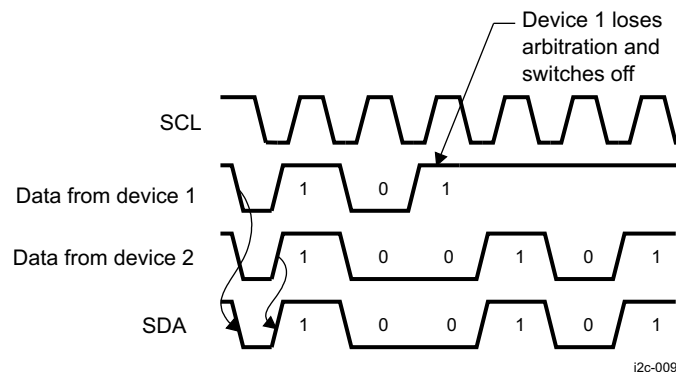 Device 1 loses
arbitration and
switches off
SCL
Data from device 1
1 0 1
Data from device 2
1 0 0 1 0 1
SDA
1 0 0 1 0 1
i2c-009